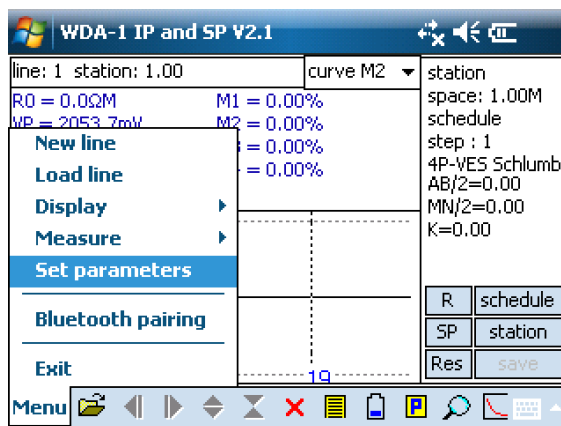 WDA-1 IP and SP V2.1
line: 1 station: 1.00
curve M2
R0 = 0.0ΩM
M1 = 0.00%
VP = 2053.7mV
M2 = 0.00%
= 0.00%
= 0.00%
New line
Load line
Display
Measure
Set parameters
Bluetooth pairing
Exit
19
station
space: 1.00M
schedule
step : 1
4P-VES Schlumb
AB/2=0.00
MN/2=0.00
K=0.00
R
schedule
SP
station
Res
save
Menu
P